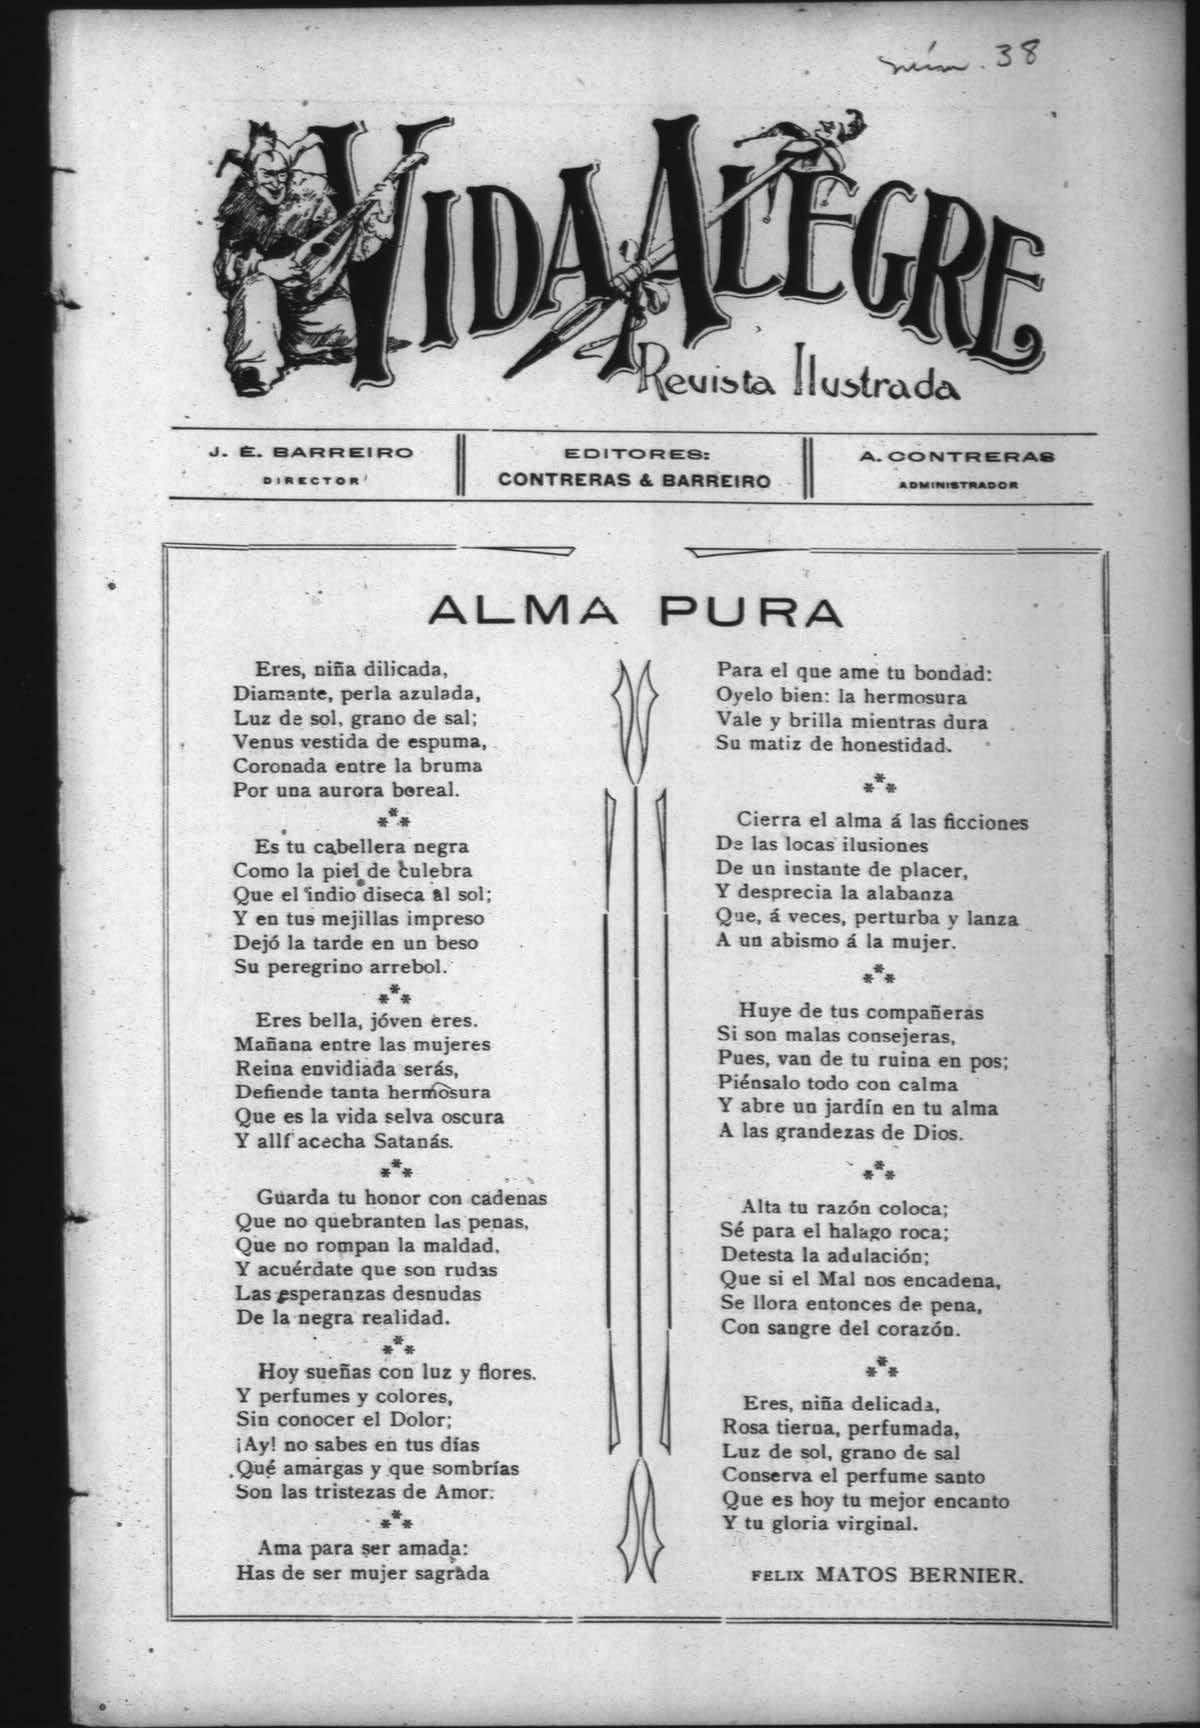 núm. 38
VIDA ALEGRE
Revista Ilustrada
J. E. BARREIRO
DIRECTOR
EDITORES:
CONTRERAS & BARREIRO
A. CONTRERAS
ADMINISTRADOR
ALMA PURA
Eres, niña dilicada,
Diamante, perla azulada,
Luz de sol, grano de sal;
Venus vestida de espuma,
Coronada entre la bruma
Por una aurora boreal.
***
Es tu cabellera negra
Como la piel de culebra
Que el indio diseca al sol;
Y en tus mejillas impreso
Dejó la tarde en un beso
Su peregrino arrebol.
***
Eres bella, jóven eres.
Mañana entre las mujeres
Reina envidiada serás,
Defiende tanta hermosura
Que es la vida selva oscura
Y allí acecha Satanás.
***
Guarda tu honor con cadenas
Que no quebranten las penas,
Que no rompan la maldad,
Y acuérdate que son rudas
Las esperanzas desnudas
De la negra realidad.
***
Hoy sueñas con luz y flores.
Y perfumes y colores,
Sin conocer el Dolor;
¡Ay! no sabes en tus días
Qué amargas y que sombrías
Son las tristezas de Amor.
***
Ama para ser amada:
Has de ser mujer sagrada
Para el que ame tu bondad:
Oyelo bien: la hermosura
Vale y brilla mientras dura
Su matiz de honestidad.
***
Cierra el alma á las ficciones
De las locas ilusiones
De un instante de placer,
Y desprecia la alabanza
Que, á veces, perturba y lanza
A un abismo á la mujer.
***
Huye de tus compañeras
Si son malas consejeras,
Pues, van de tu ruina en pos;
Piénsalo todo con calma
Y abre un jardín en tu alma
A las grandezas de Dios.
***
Alta tu razón coloca;
Sé para el halago roca;
Detesta la adulación;
Que si el Mal nos encadena,
Se llora entonces de pena,
Con sangre del corazón.
***
Eres, niña delicada,
Rosa tierna, perfumada,
Luz de sol, grano de sal
Conserva el perfume santo
Que es hoy tu mejor encanto
Y tu gloria virginal.
FELIX MATOS BERNIER.